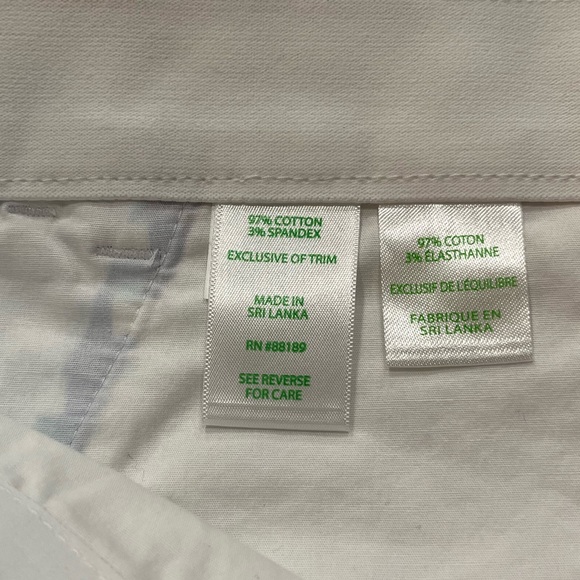 97% COTTON
3% SPANDEX
EXCLUSIVE OF TRIM
MADE IN
SRI LANKA
RN #88189
SEE REVERSE
FOR CARE
97% COTON
3% ÉLASTHANNE
EXCLUSIF DE L'ÉQUILIBRE
FABRIQUE EN
SRI LANKA